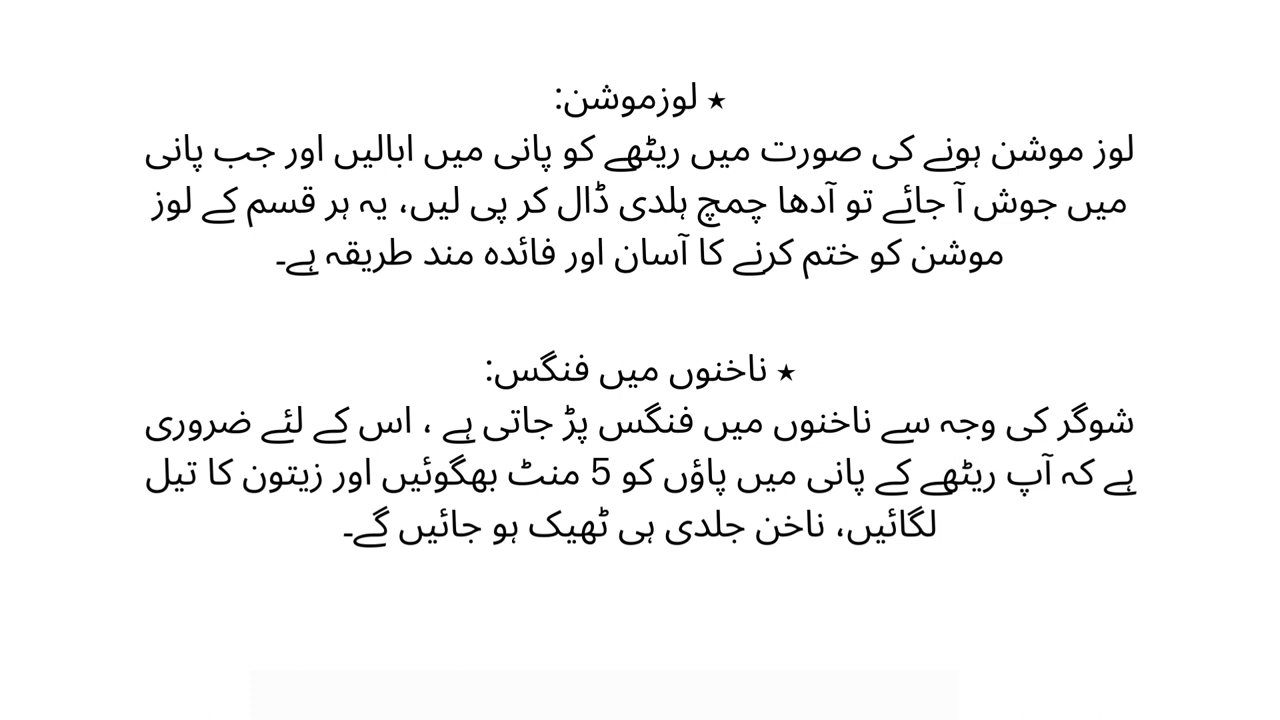 ★ لوزموشن:
لوز موشن ہونے کی صورت میں ریٹھے کو پانی میں ابالیں اور جب پانی
میں جوش آ جائے تو آدھا چمچ ہلدی ڈال کر پی لیں، یہ ہر قسم کے لوز
موشن کو ختم کرنے کا آسان اور فائدہ مند طریقہ ہے۔
★ ناخنوں میں فنگس:
شوگر کی وجہ سے ناخنوں میں فنگس پڑ جاتی ہے ، اس کے لئے ضروری
ہے کہ آپ ریٹھے کے پانی میں پاؤں کو 5 منٹ بھگوئیں اور زیتون کا تیل
لگائیں، ناخن جلدی ہی ٹھیک ہو جائیں گے۔